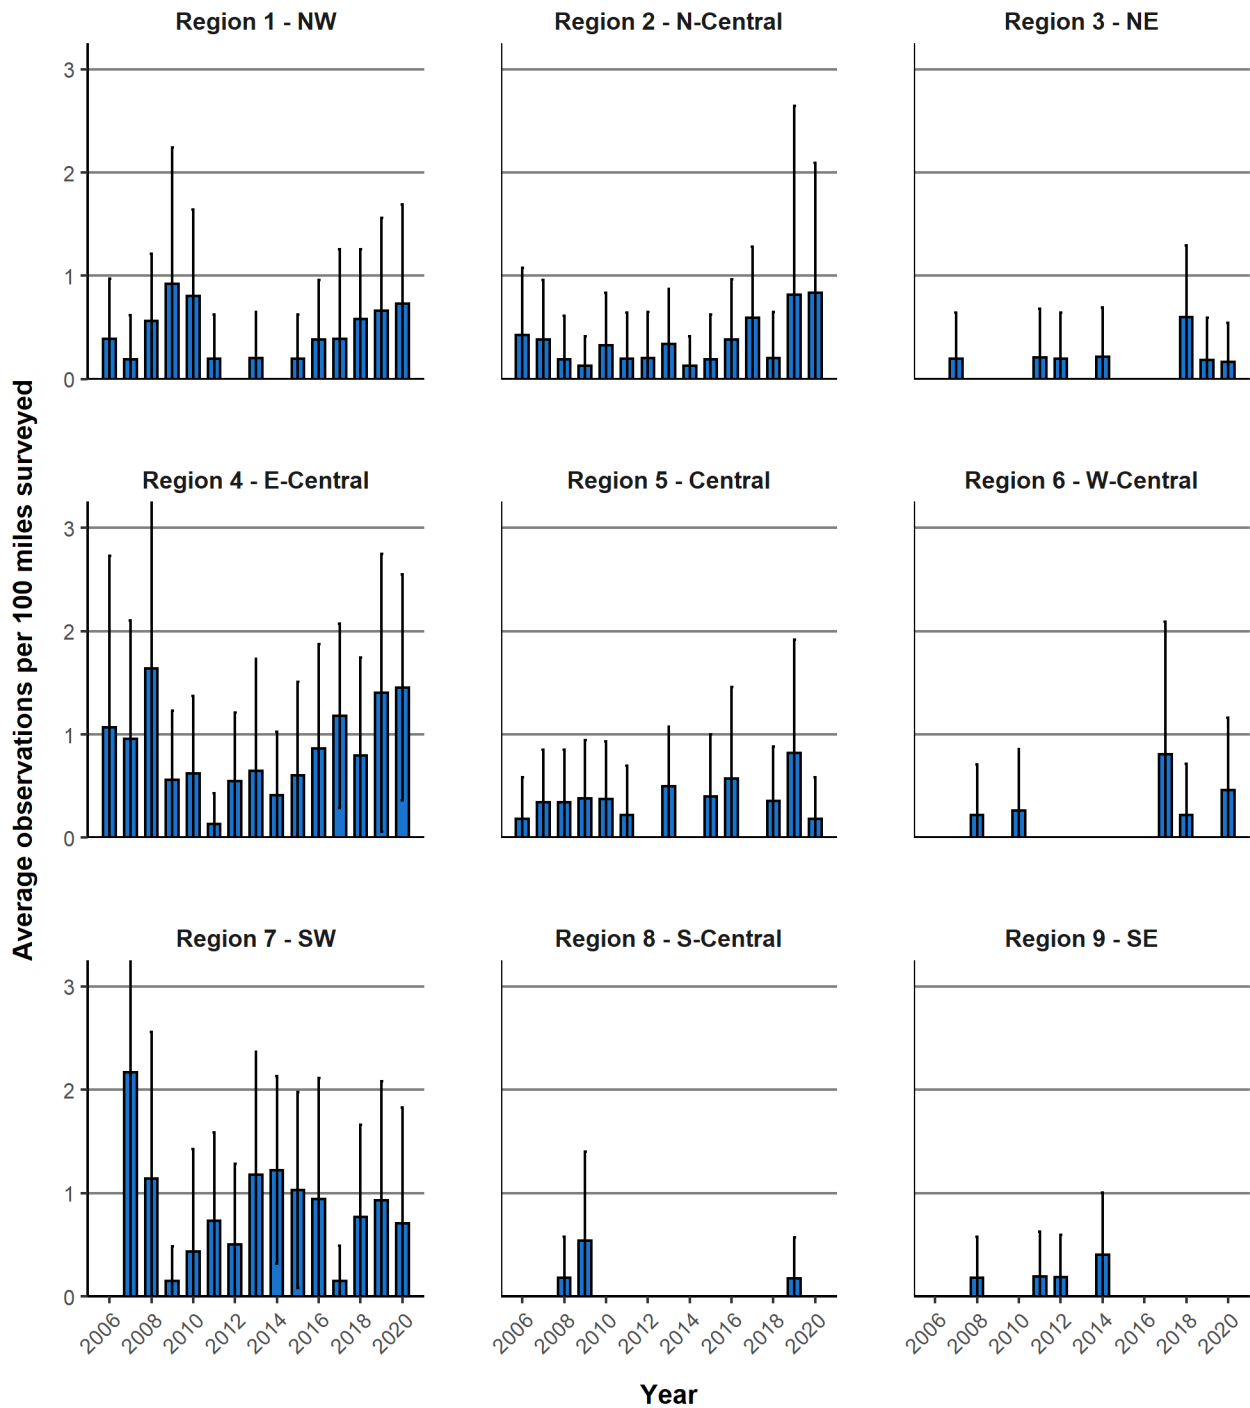 Region 1 - NW
Region 2 - N-Central
Region 3 - NE
3
2
1
0
Region 4 - E-Central
Region 5 - Central
Region 6 - W-Central
3
2
1
0
Region 7 - SW
Region 8 - S-Central
Region 9 - SE
3
2
1
0
2006 2008 2010 2012 2014 2016 2018 2020
2006 2008 2010 2012 2014 2016 2018 2020
2006 2008 2010 2012 2014 2016 2018 2020
Year
Average observations per 100 miles surveyed